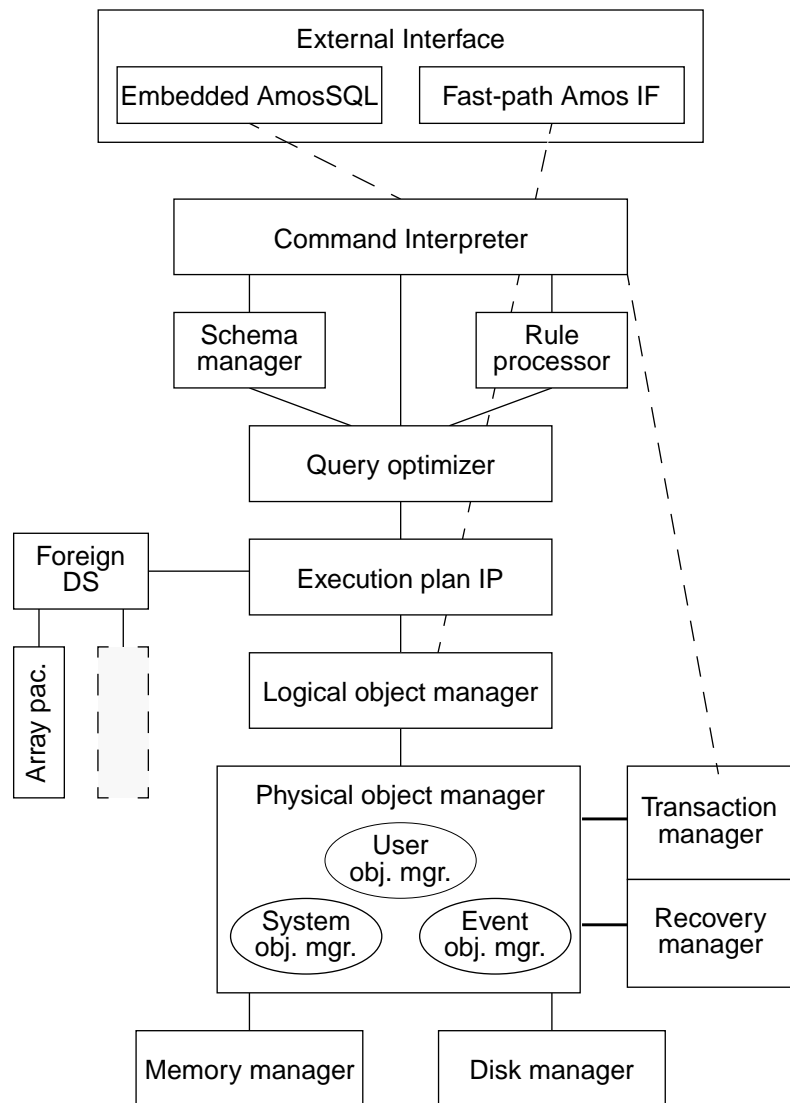 External Interface
Embedded AmosSQL
Fast-path Amos IF
Command Interpreter
Schema
manager
Rule
processor
Query optimizer
Foreign
DS
Execution plan IP
Array pac.
Logical object manager
Physical object manager
User
obj. mgr.
System
obj. mgr.
Event
obj. mgr.
Transaction
manager
Recovery
manager
Memory manager
Disk manager